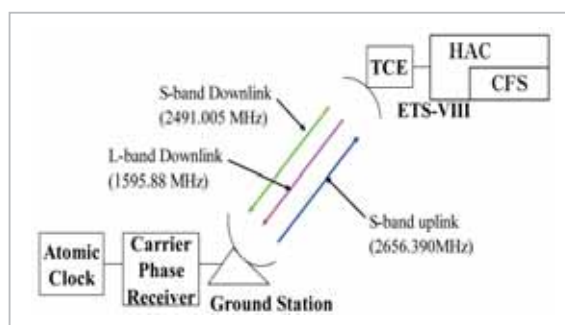 HAC
TCE
CFS
ETS-VIII
S-band Downlink
(2491.005 MHz)
L-band Downlink
(1595.88 MHz)
S-band uplink
(2656.390MHz)
Atomic
Clock
Carrier
Phase
Receiver
Ground Station